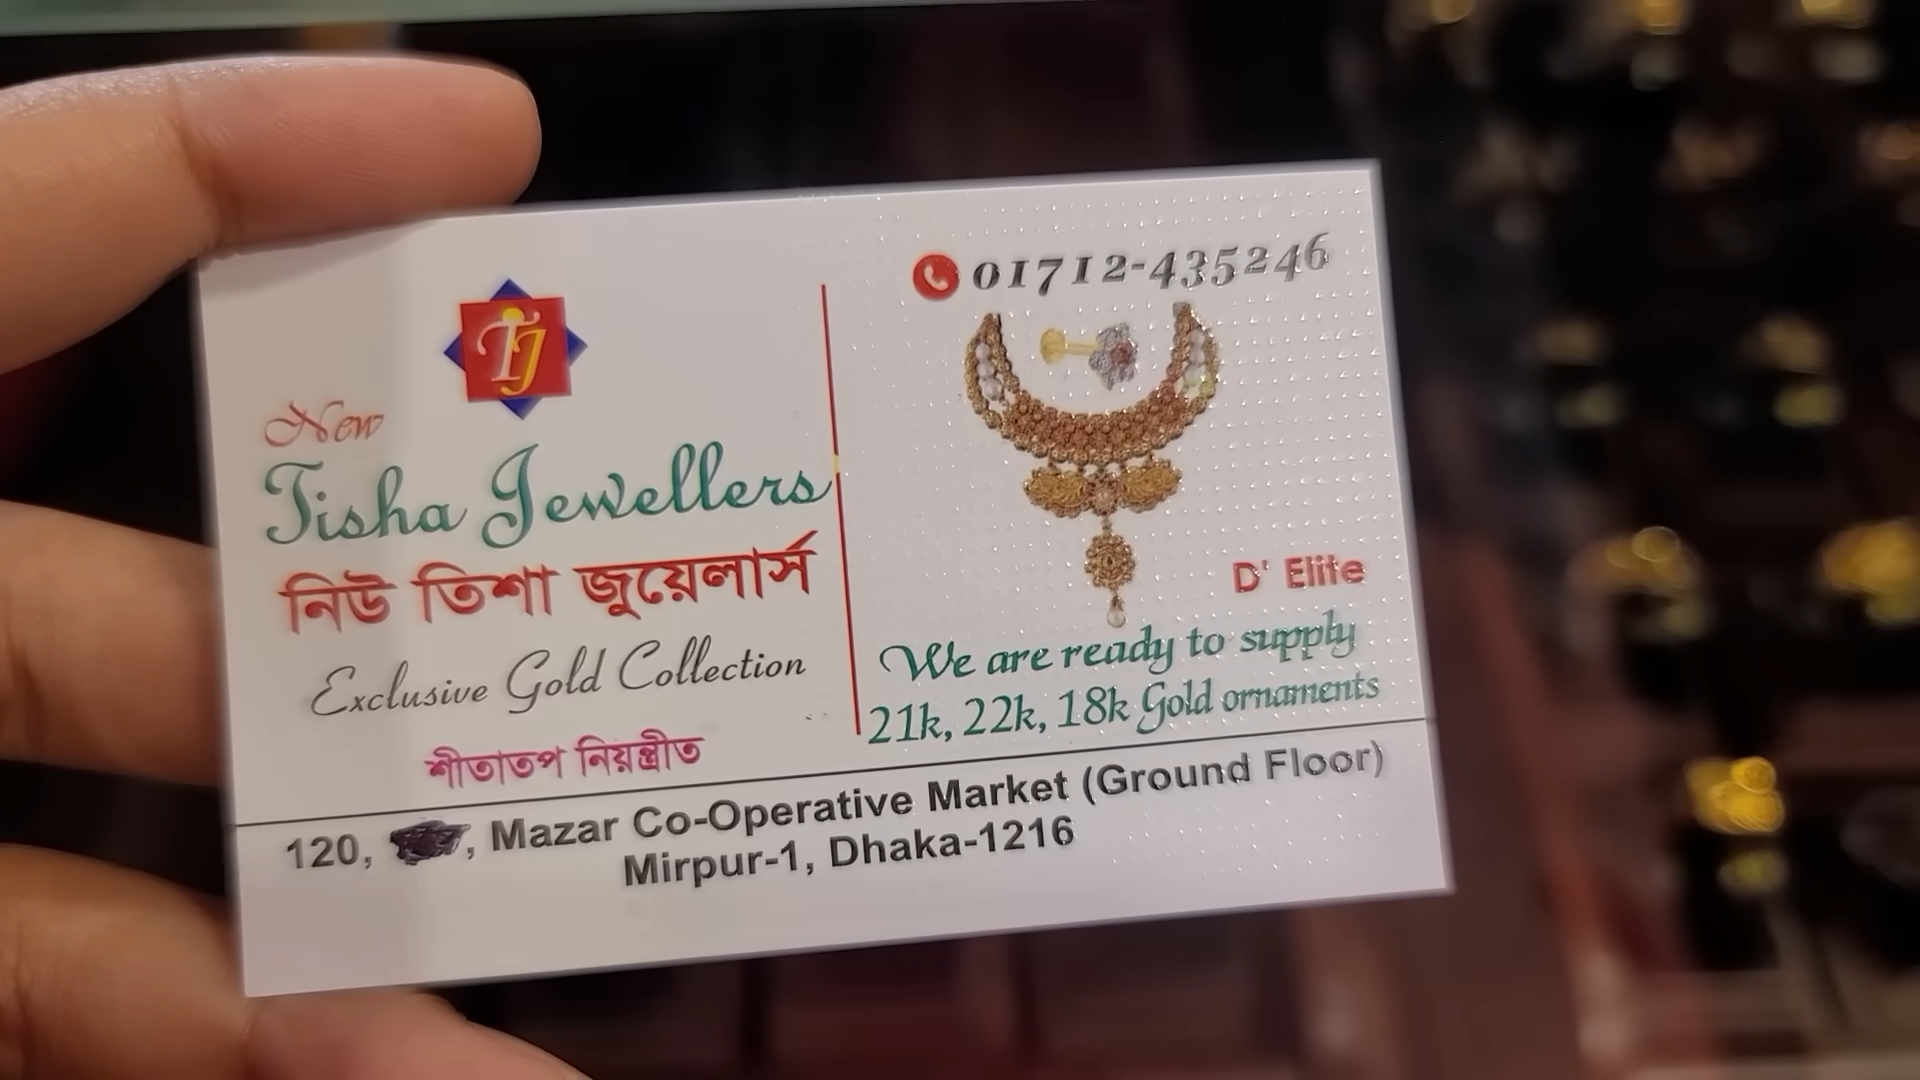 TJ
New
Tisha Jewellers
নিউ তিশা জুয়েলার্স
Exclusive Gold Collection
শীতাতপ নিয়ন্ত্রীত
01712-435246
D' Elite
We are ready to supply
21k, 22k, 18k Gold ornaments
120, , Mazar Co-Operative Market (Ground Floor)
Mirpur-1, Dhaka-1216